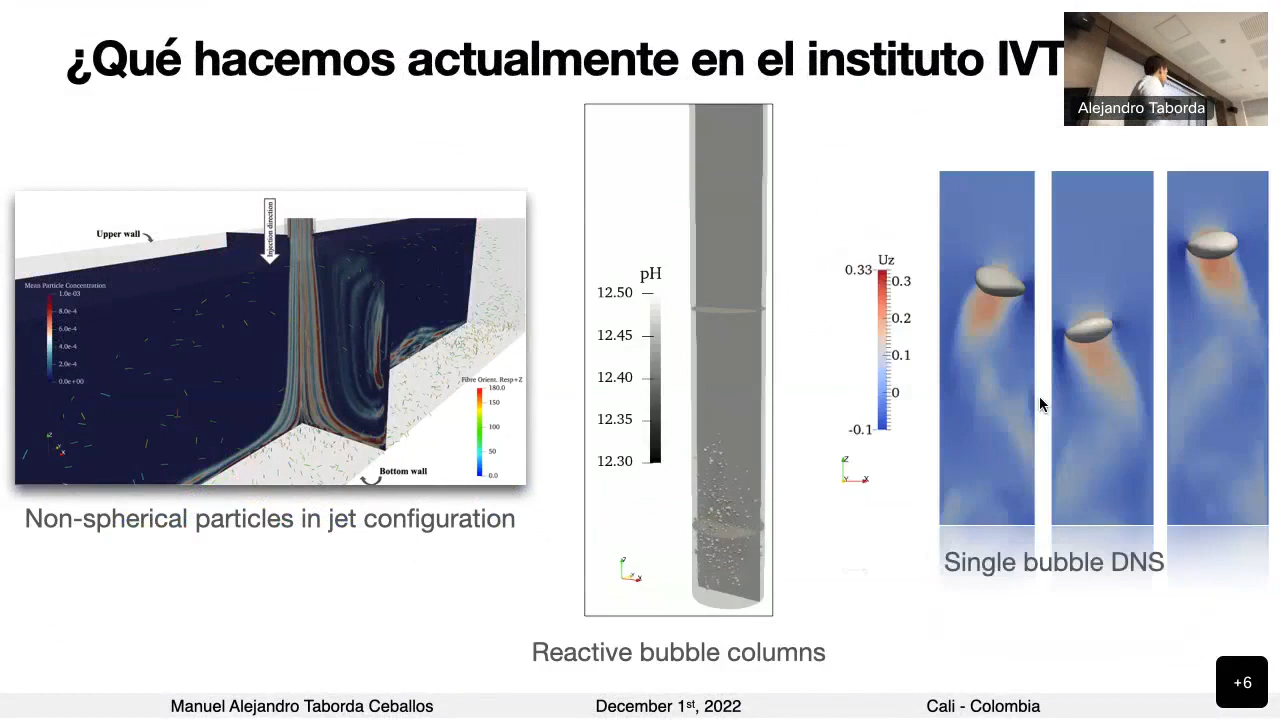 ¿Qué hacemos actualmente en el instituto IVT
Alejandro Taborda
Upper wall
Injection direction
Mean Particle Concentration
1.0e-03
8.0e-4
6.0e-4
4.0e-4
2.0e-4
0.0e+00
Fibre Orient. Resp+Z
180.0
150
100
50
0.0
Bottom wall
Non-spherical particles in jet configuration
pH
12.50
12.45
12.40
12.35
12.30
Reactive bubble columns
Uz
0.33
0.3
0.2
0.1
0
-0.1
Z
Y
X
Single bubble DNS
Manuel Alejandro Taborda Ceballos
December 1st, 2022
Cali - Colombia
+6